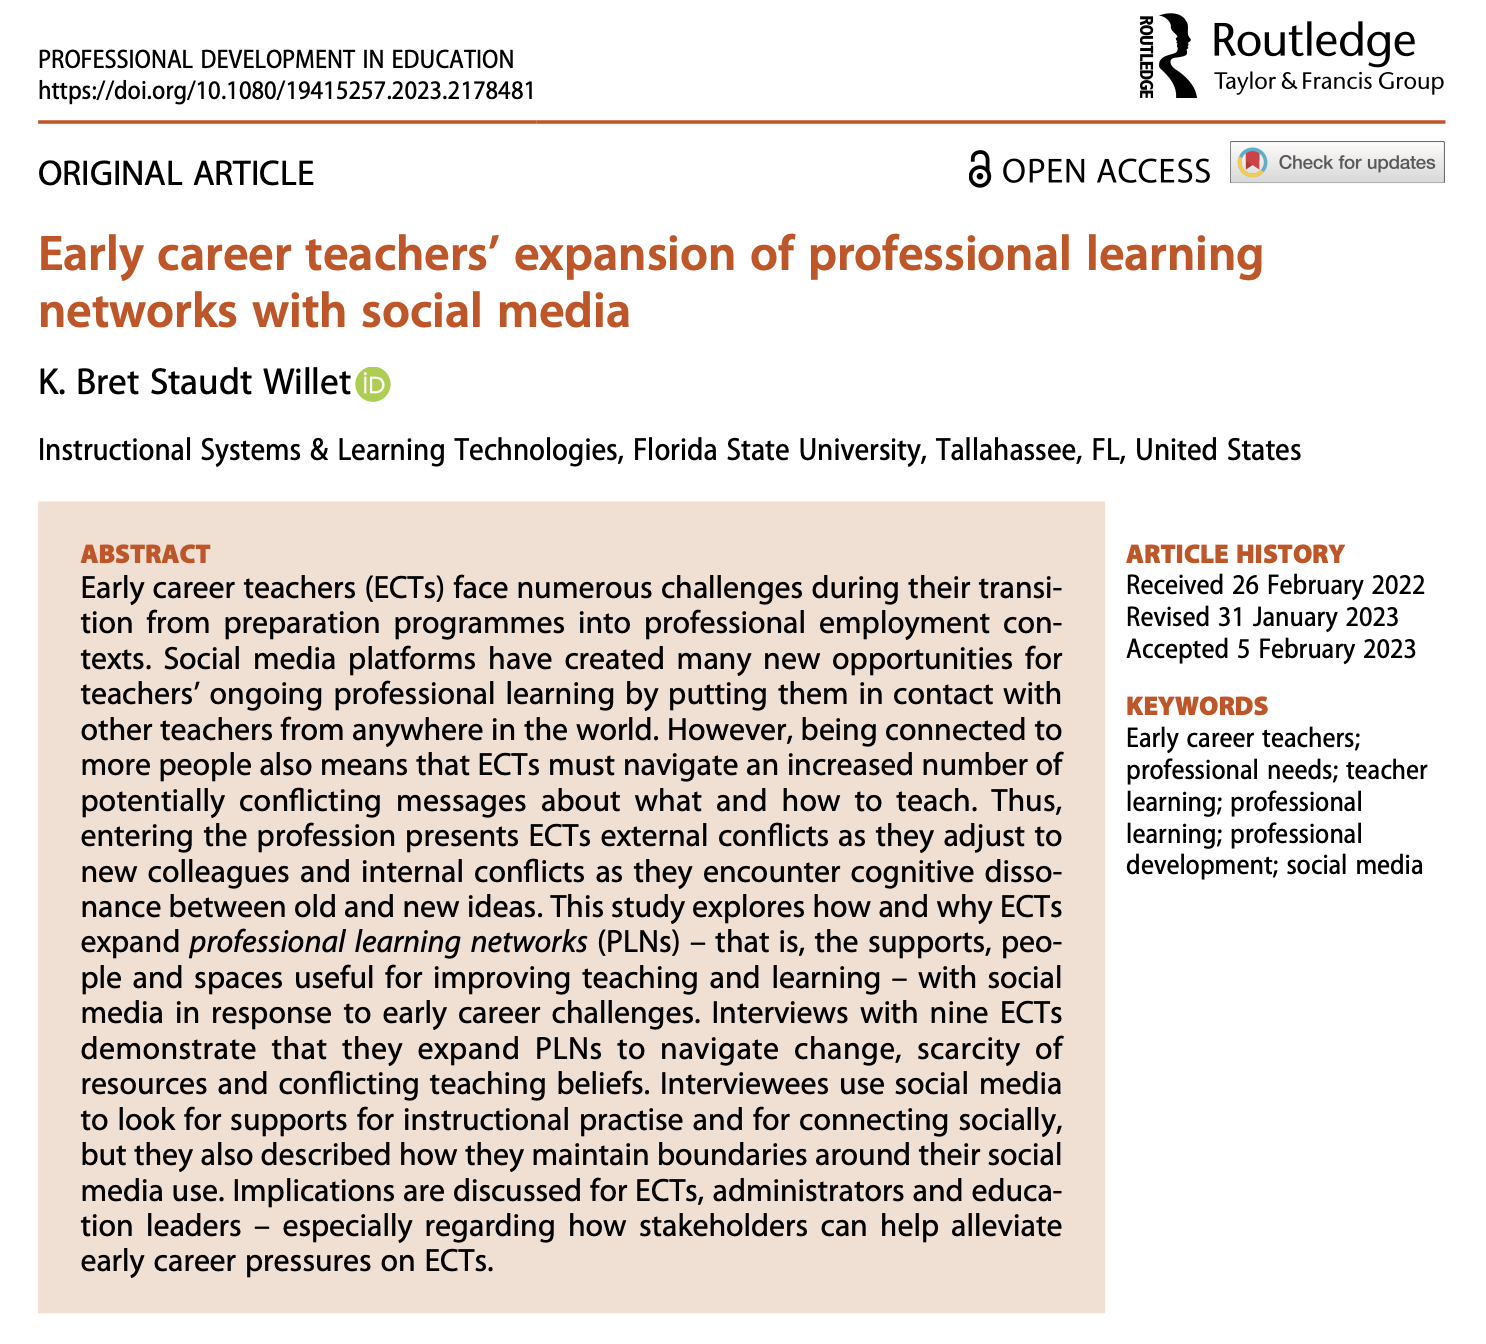 PROFESSIONAL DEVELOPMENT IN EDUCATION
https://doi.org/10.1080/19415257.2023.2178481
ROUTLEDGE
Routledge
Taylor & Francis Group
ORIGINAL ARTICLE
OPEN ACCESS
Check for updates
Early career teachers’ expansion of professional learning
networks with social media
K. Bret Staudt Willet iD
Instructional Systems & Learning Technologies, Florida State University, Tallahassee, FL, United States
ABSTRACT
Early career teachers (ECTs) face numerous challenges during their transi-
tion from preparation programmes into professional employment con-
texts. Social media platforms have created many new opportunities for
teachers’ ongoing professional learning by putting them in contact with
other teachers from anywhere in the world. However, being connected to
more people also means that ECTs must navigate an increased number of
potentially conflicting messages about what and how to teach. Thus,
entering the profession presents ECTs external conflicts as they adjust to
new colleagues and internal conflicts as they encounter cognitive disso-
nance between old and new ideas. This study explores how and why ECTs
expand professional learning networks (PLNs) – that is, the supports, peo-
ple and spaces useful for improving teaching and learning – with social
media in response to early career challenges. Interviews with nine ECTs
demonstrate that they expand PLNs to navigate change, scarcity of
resources and conflicting teaching beliefs. Interviewees use social media
to look for supports for instructional practise and for connecting socially,
but they also described how they maintain boundaries around their social
media use. Implications are discussed for ECTs, administrators and educa-
tion leaders – especially regarding how stakeholders can help alleviate
early career pressures on ECTs.
ARTICLE HISTORY
Received 26 February 2022
Revised 31 January 2023
Accepted 5 February 2023
KEYWORDS
Early career teachers;
professional needs; teacher
learning; professional
learning; professional
development; social media